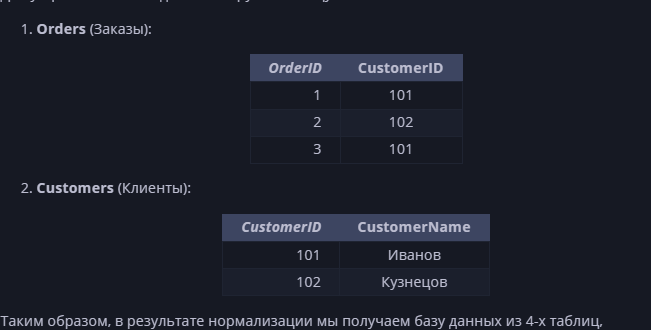 1. Orders (Заказы):
OrderID CustomerID
1 101
2 102
3 101
2. Customers (Клиенты):
CustomerID CustomerName
101 Иванов
102 Кузнецов
Таким образом, в результате нормализации мы получаем базу данных из 4-х таблиц,